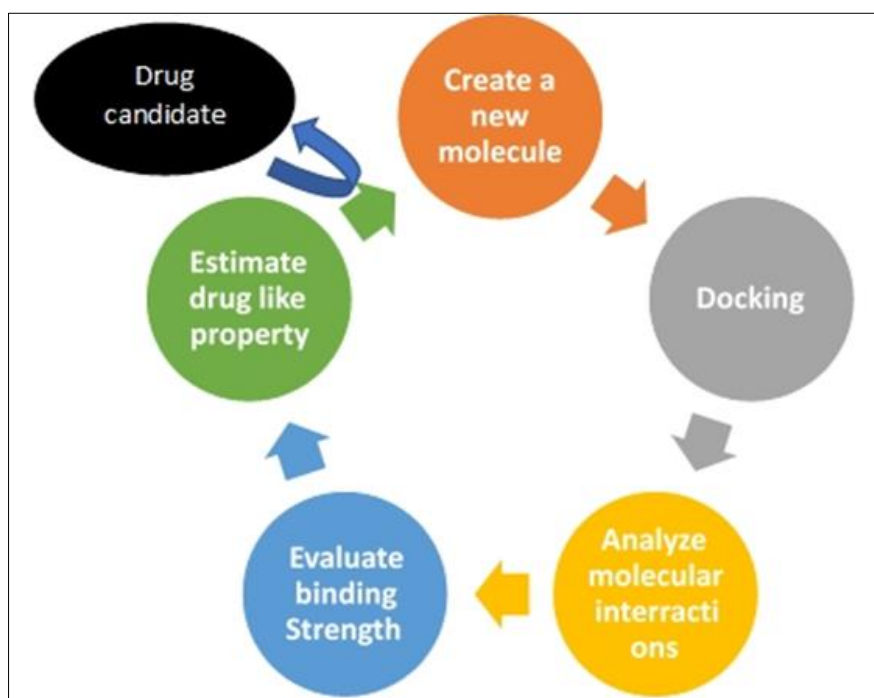 Drug
candidate
Create a
new
molecule
Docking
Analyze
molecular
interracti
ons
Evaluate
binding
Strength
Estimate
drug like
property